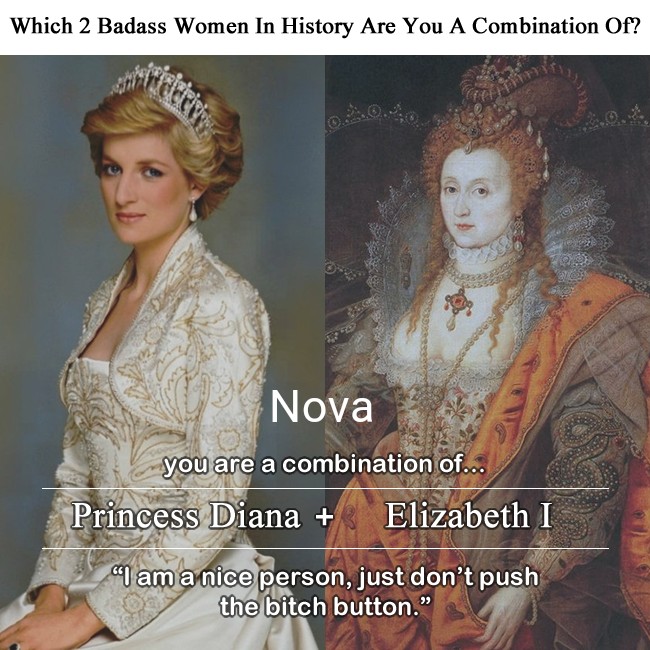 Which 2 Badass Women In History Are You A Combination Of?
Nova
you are a combination of...
Princess Diana + Elizabeth I
“I am a nice person, just don’t push
the bitch button.”